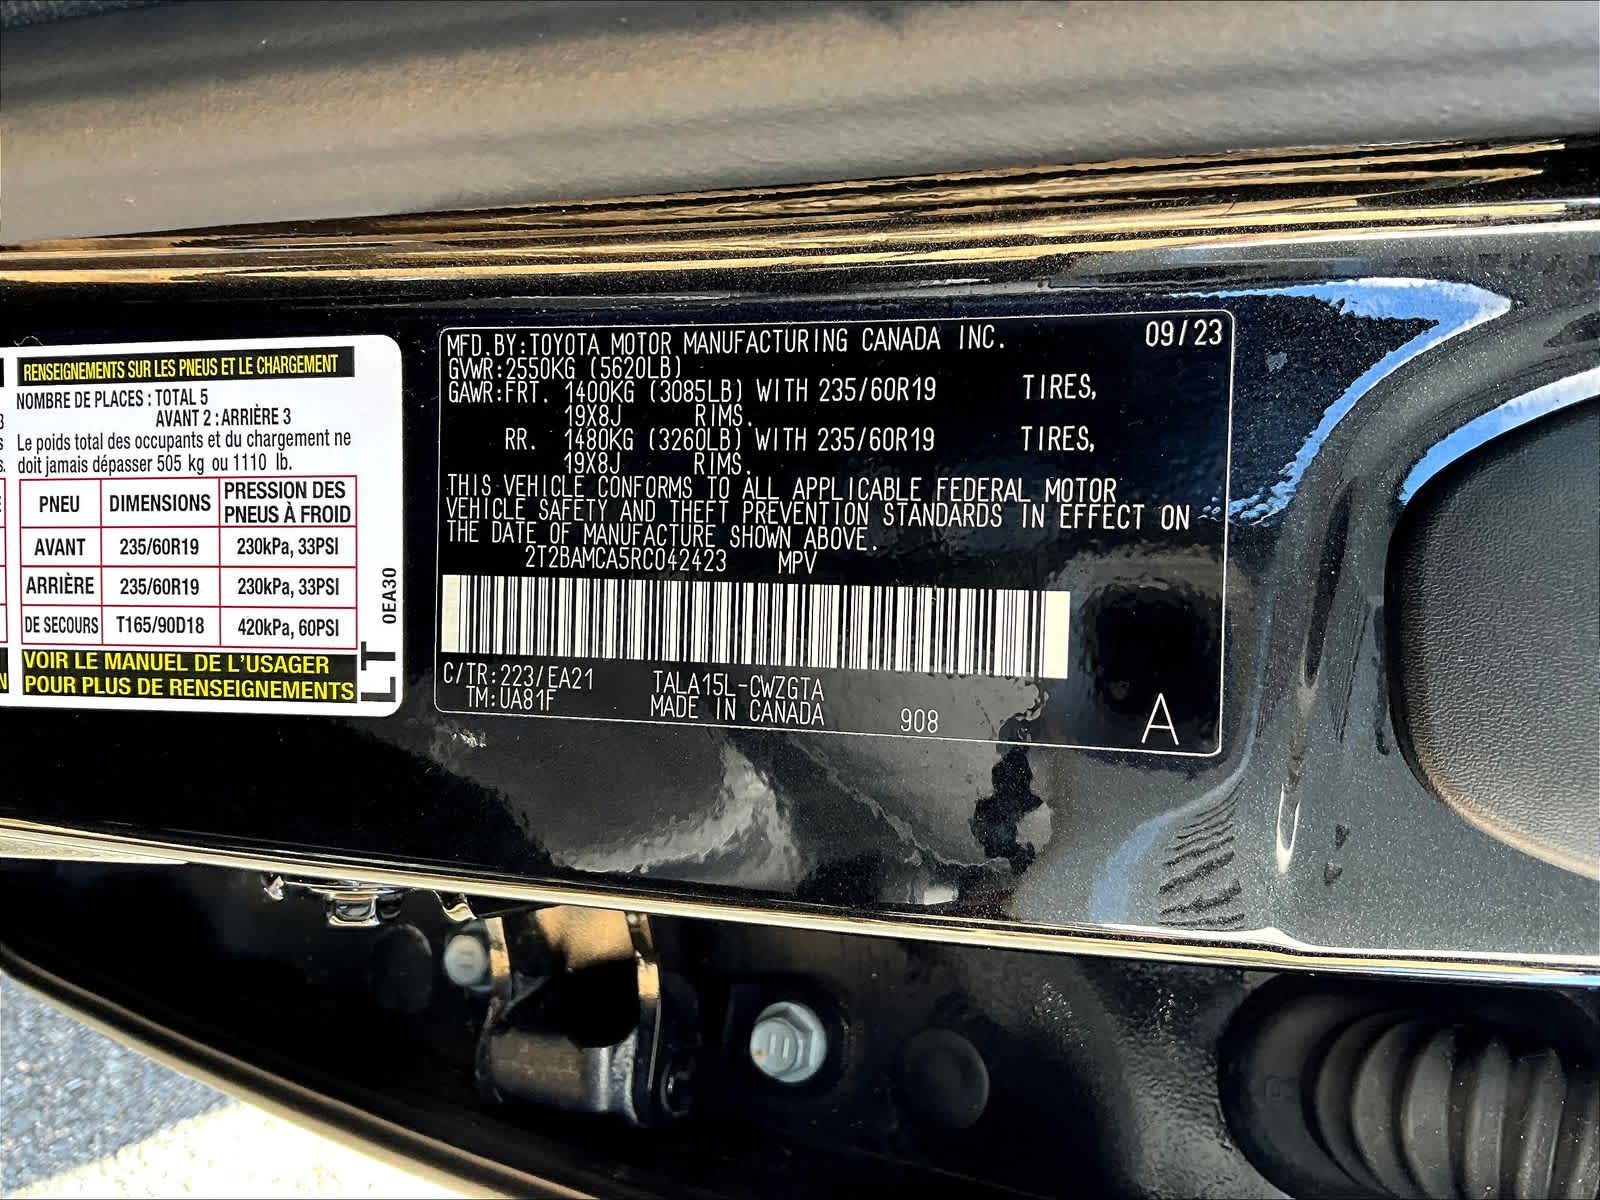 RENSEIGNEMENTS SUR LES PNEUS ET LE CHARGEMENT
NOMBRE DE PLACES : TOTAL 5
AVANT 2 : ARRIÈRE 3
Le poids total des occupants et du chargement ne
doit jamais dépasser 505 kg ou 1110 lb.
PNEU DIMENSIONS PRESSION DES PNEUS À FROID
AVANT 235/60R19 230kPa, 33PSI
ARRIÈRE 235/60R19 230kPa, 33PSI
DE SECOURS T165/90D18 420kPa, 60PSI
VOIR LE MANUEL DE L'USAGER
POUR PLUS DE RENSEIGNEMENTS
0EA30
LT
MFD.BY:TOYOTA MOTOR MANUFACTURING CANADA INC. 09/23
GVWR:2550KG (5620LB)
GAWR:FRT. 1400KG (3085LB) WITH 235/60R19 TIRES,
19X8J RIMS.
RR. 1480KG (3260LB) WITH 235/60R19 TIRES,
19X8J RIMS.
THIS VEHICLE CONFORMS TO ALL APPLICABLE FEDERAL MOTOR
VEHICLE SAFETY AND THEFT PREVENTION STANDARDS IN EFFECT ON
THE DATE OF MANUFACTURE SHOWN ABOVE.
2T2BAMCA5RC042423 MPV
C/TR:223/EA21 TALA15L-CWZGTA
TM:UA81F MADE IN CANADA 908
A